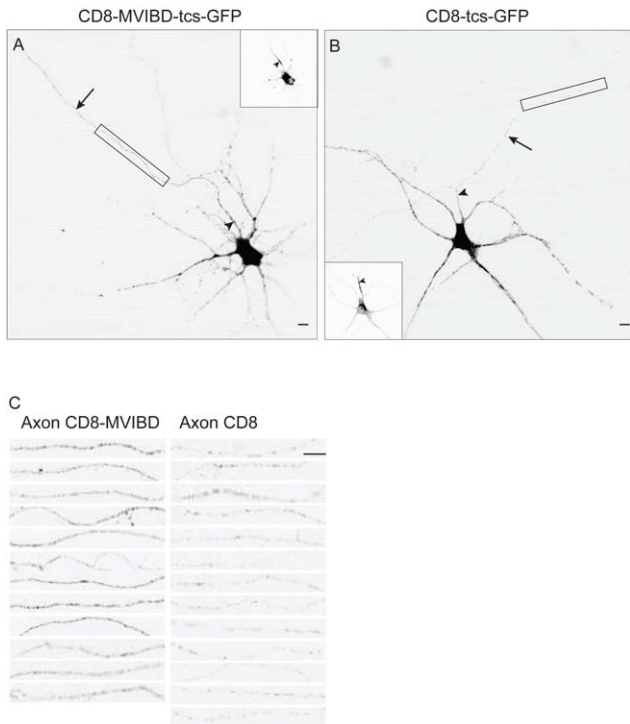 CD8-MVIBD-tcs-GFP
CD8-tcs-GFP
A
B
C
Axon CD8-MVIBD
Axon CD8